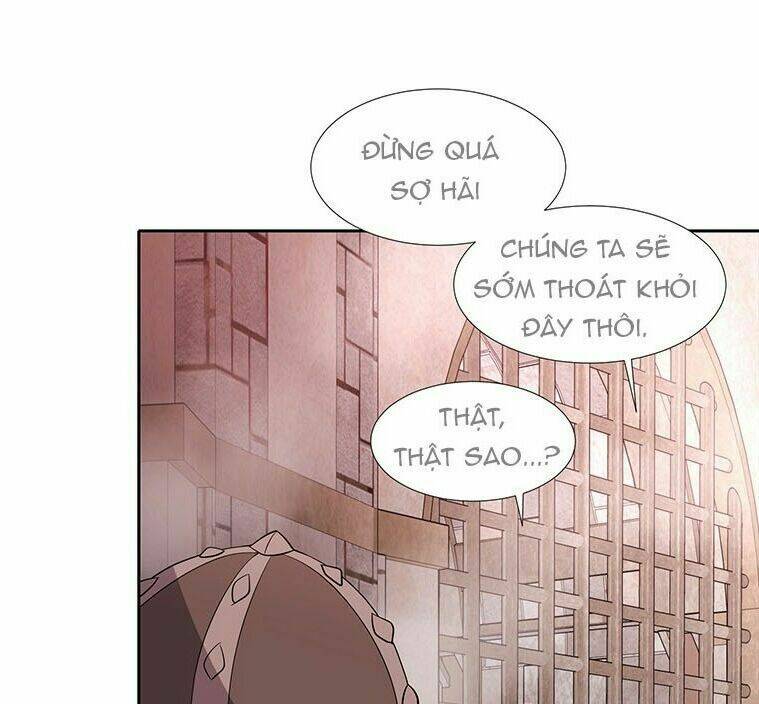 ĐỪNG QUÁ
SỢ HÃI
CHÚNG TA SẼ
SỚM THOÁT KHỎI
ĐÂY THÔI.
THẬT,
THẬT SAO...?